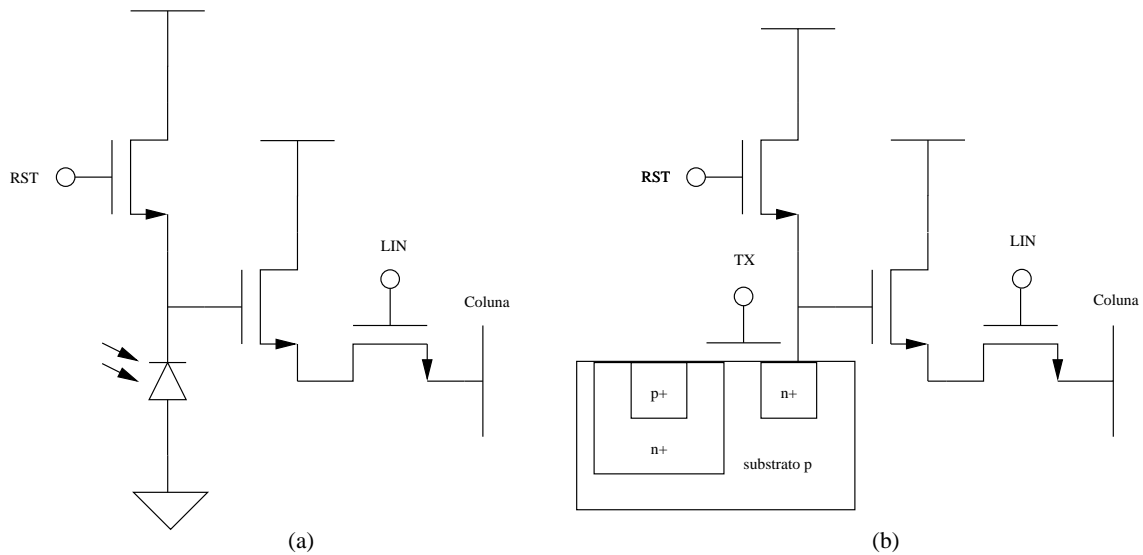 RST
LIN
Coluna
(a)
RST
TX
LIN
Coluna
p+
n+
n+
substrato p
(b)